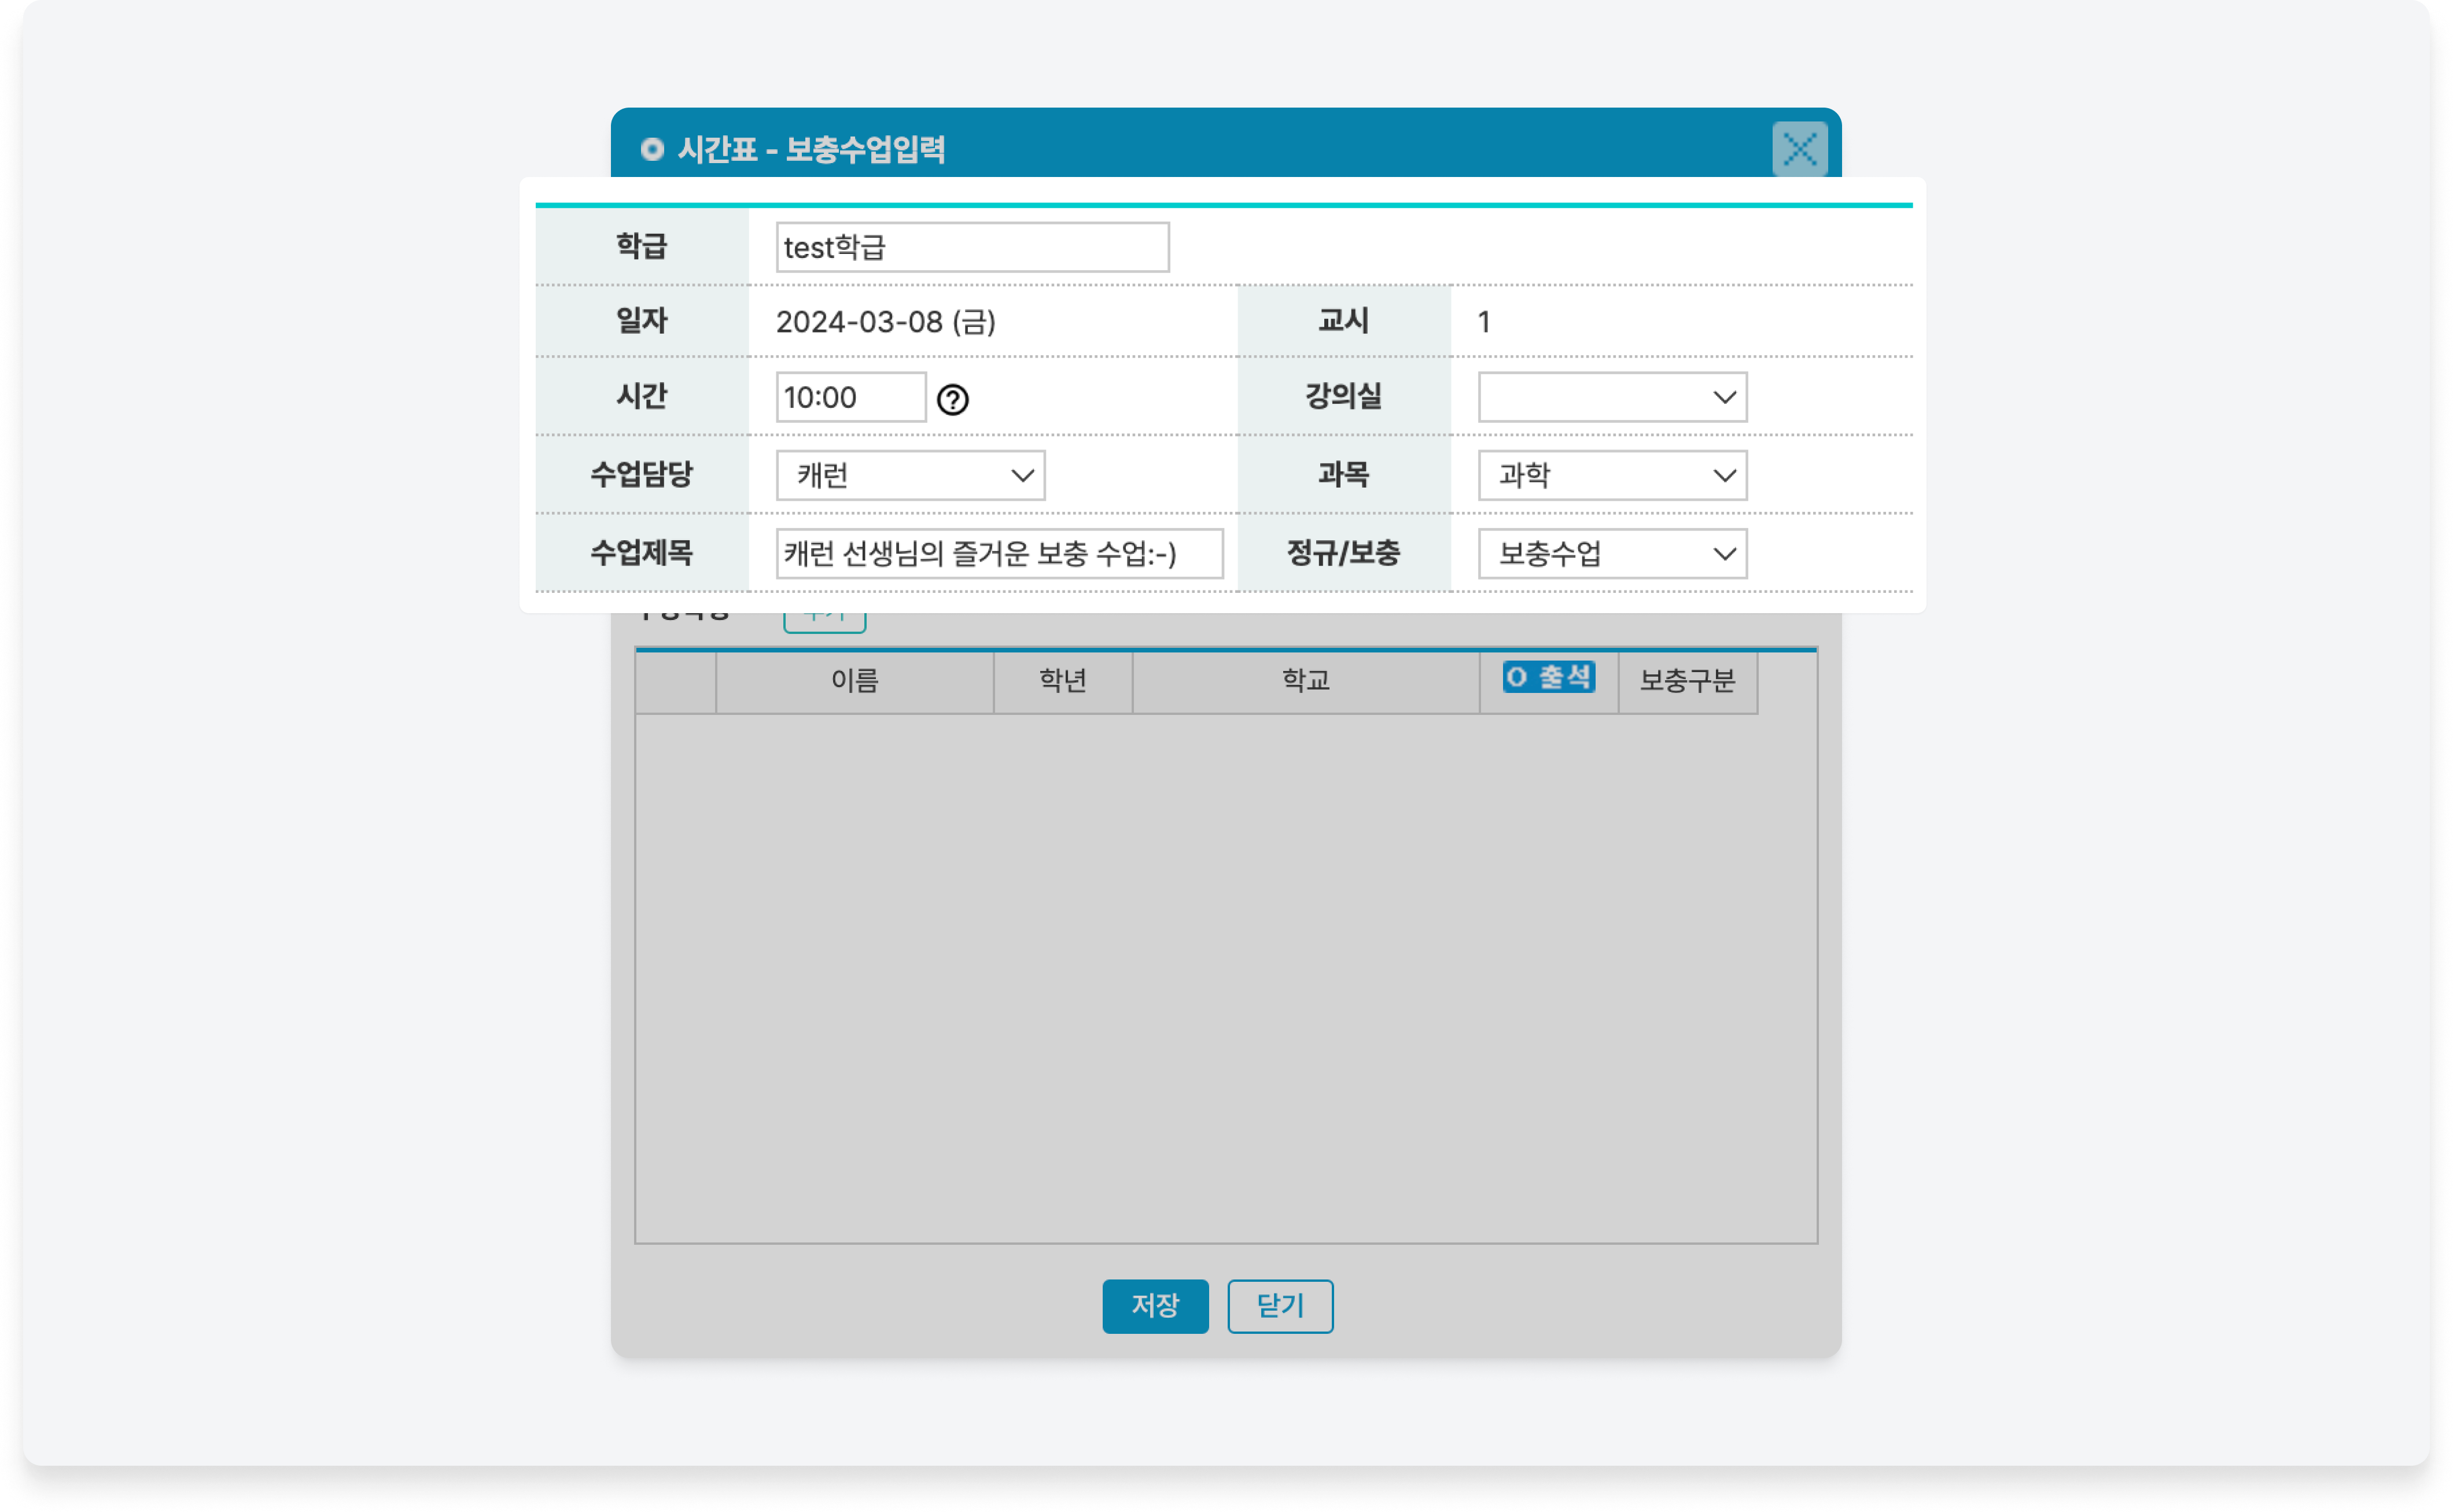 시간표 - 보충수업입력
학급 test학급
일자 2024-03-08 (금) 교시 1
시간 10:00 ? 강의실
수업담당 캐런 과목 과학
수업제목 캐런 선생님의 즐거운 보충 수업:-) 정규/보충 보충수업
이름 학년 학교 O 출석 보충구분
저장 닫기